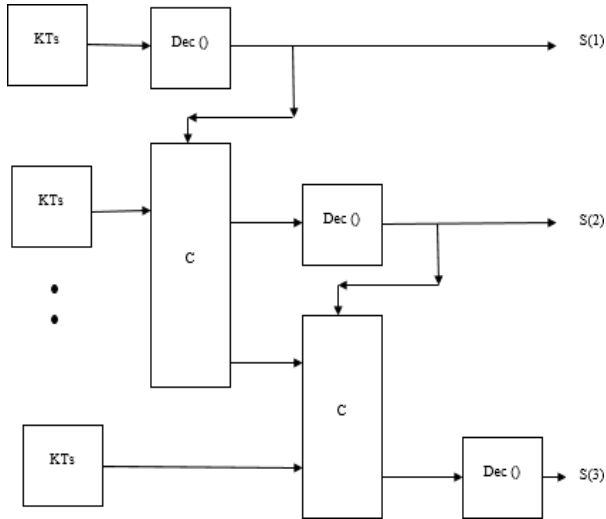 KTs
Dec ()
S(1)
KTs
Dec ()
S(2)
C
C
KTs
Dec ()
S(3)